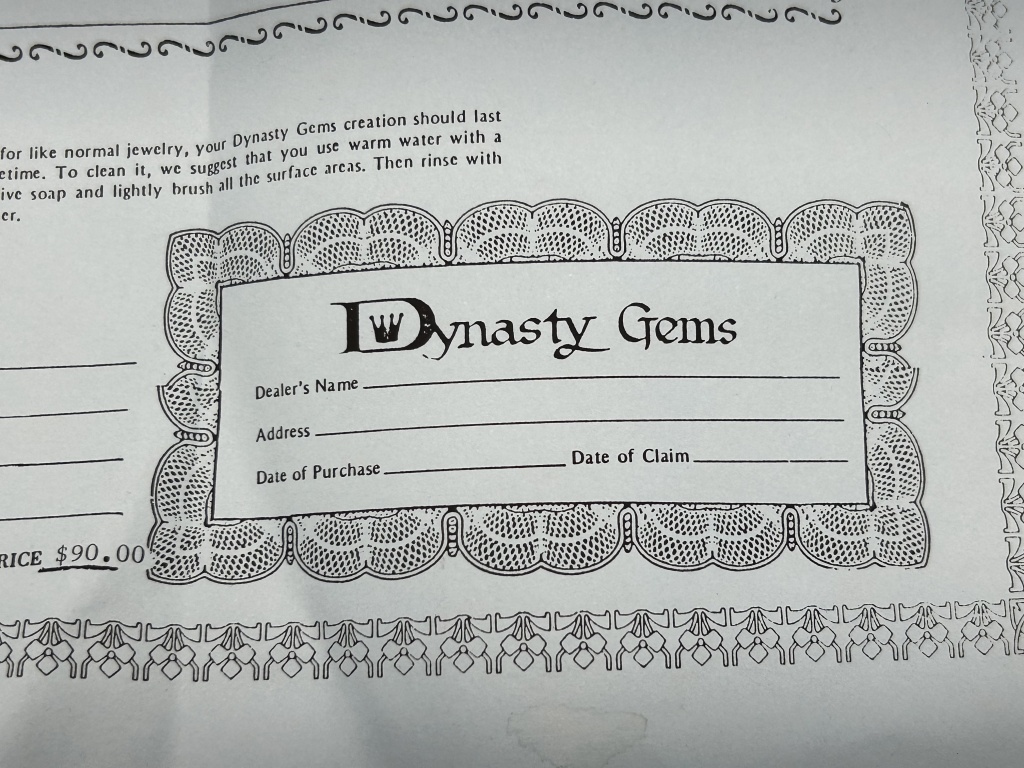 for like normal jewelry, your Dynasty Gems creation should last
etime. To clean it, we suggest that you use warm water with a
ive soap and lightly brush all the surface areas. Then rinse with
er.
Dynasty Gems
Dealer's Name
Address
Date of Purchase Date of Claim
RICE $90.00